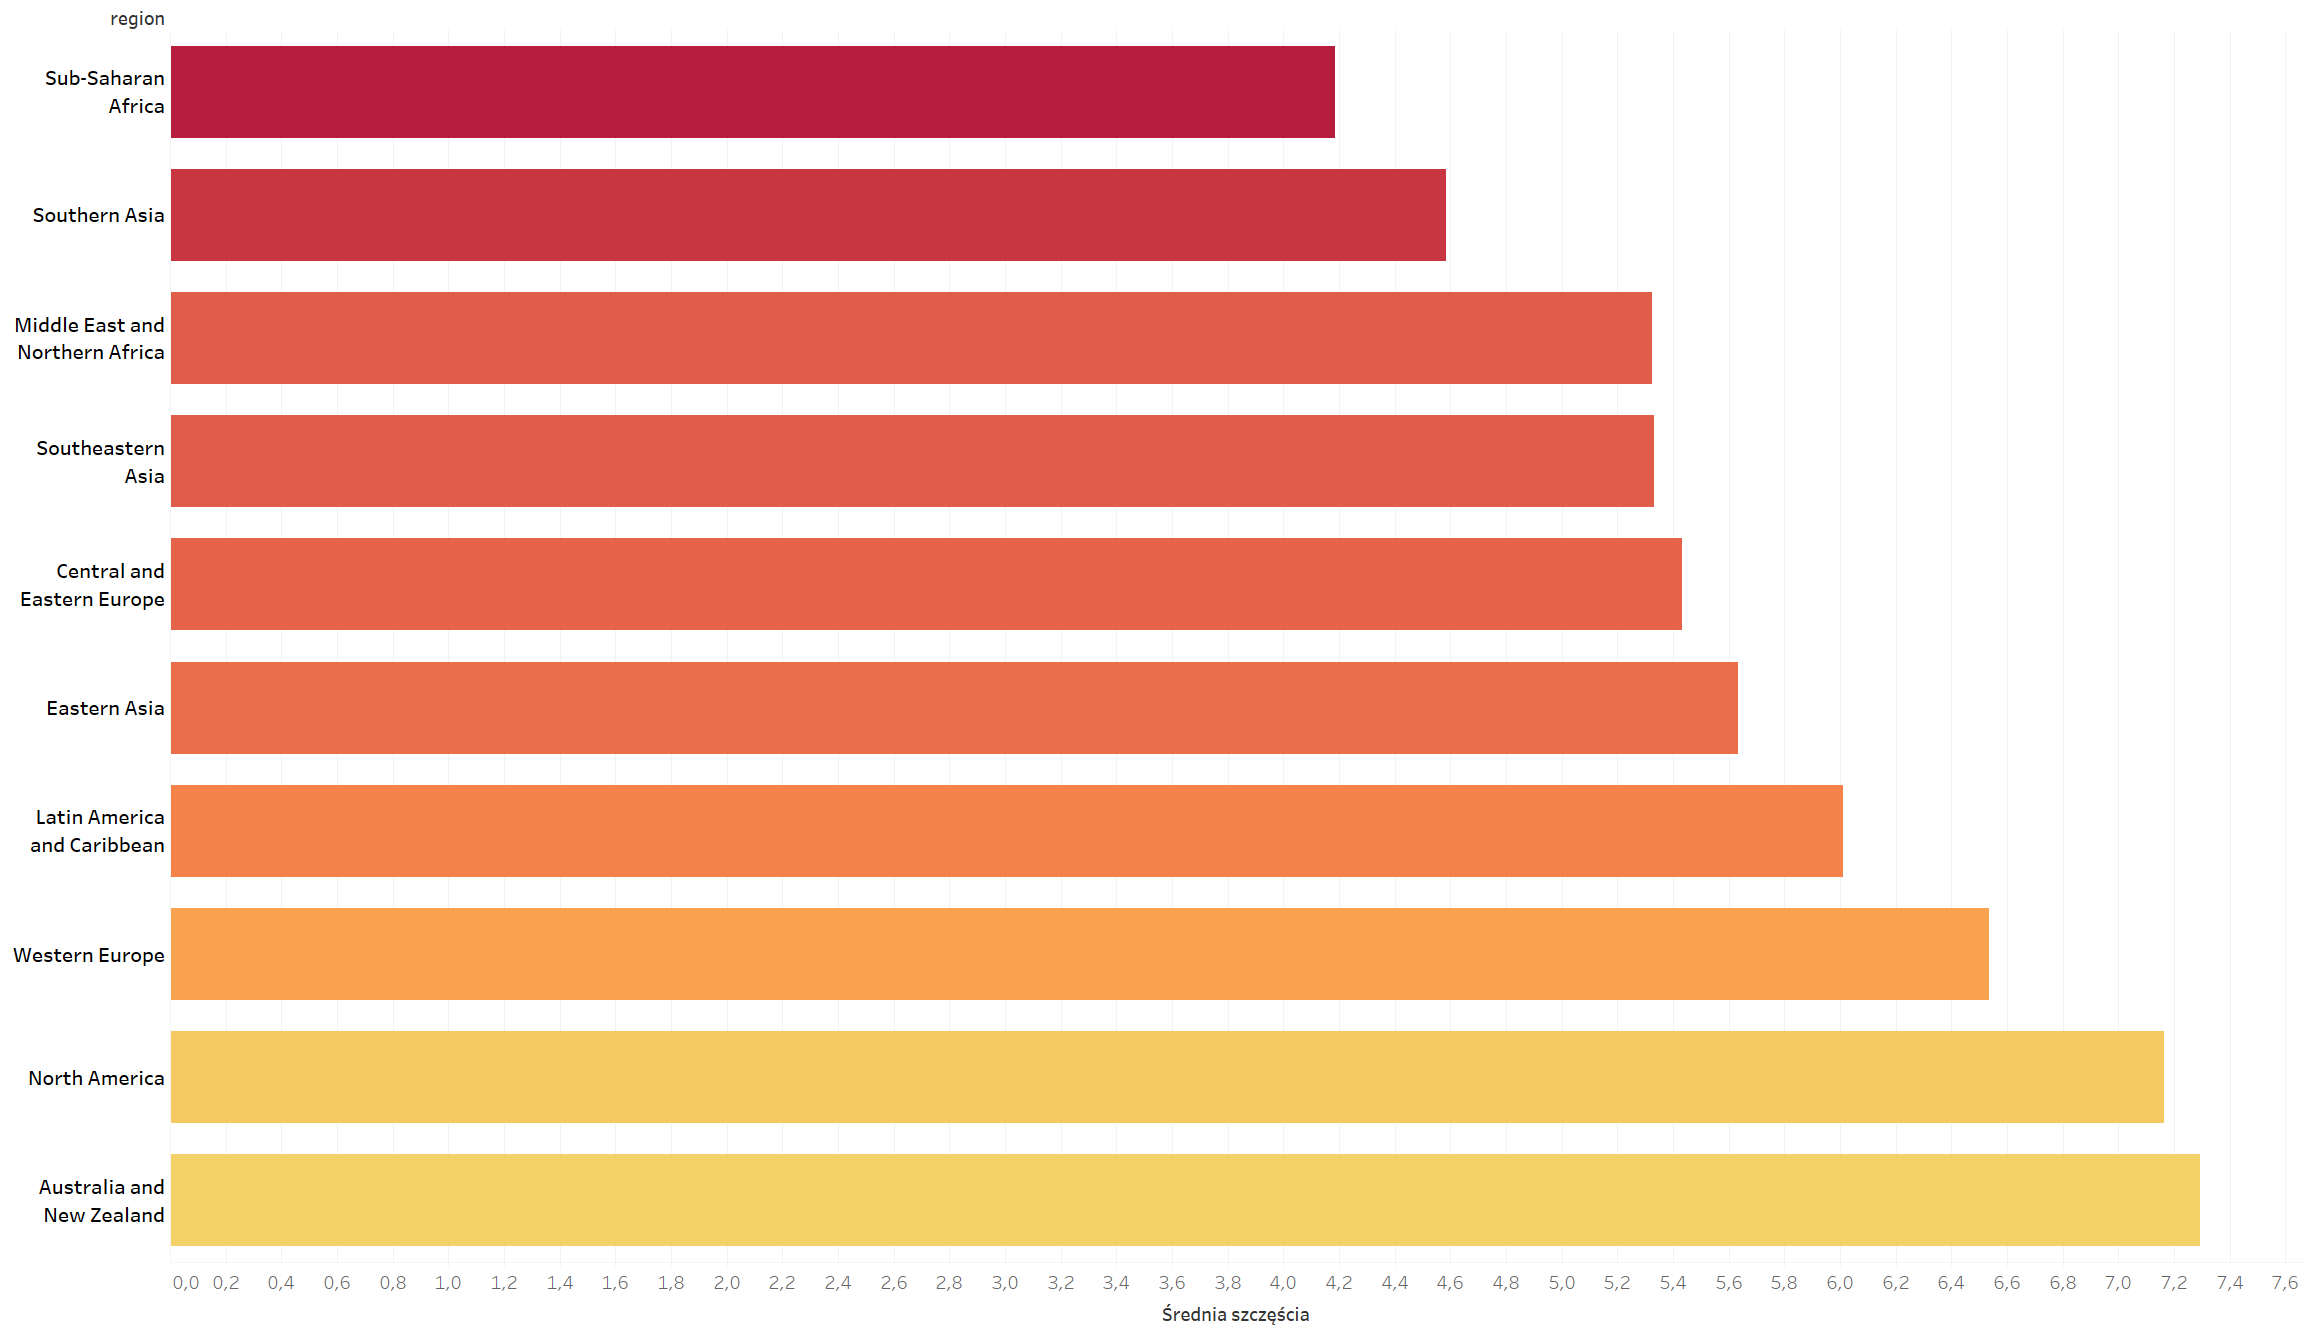 region
Sub-Saharan
Africa
Southern Asia
Middle East and
Northern Africa
Southeastern
Asia
Central and
Eastern Europe
Eastern Asia
Latin America
and Caribbean
Western Europe
North America
Australia and
New Zealand
0,0 0,2 0,4 0,6 0,8 1,0 1,2 1,4 1,6 1,8 2,0 2,2 2,4 2,6 2,8 3,0 3,2 3,4 3,6 3,8 4,0 4,2 4,4 4,6 4,8 5,0 5,2 5,4 5,6 5,8 6,0 6,2 6,4 6,6 6,8 7,0 7,2 7,4 7,6
Średnia szczęścia